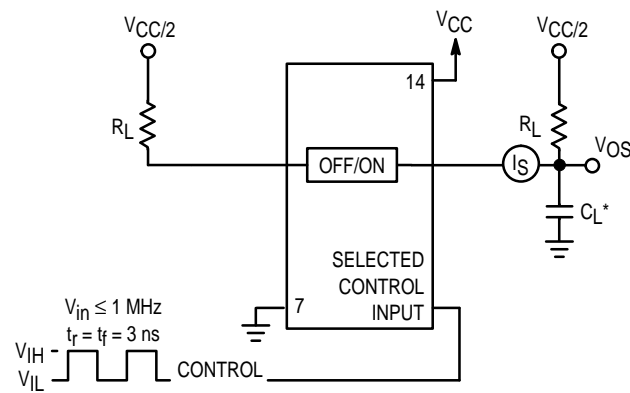 VCC/2
VCC
VCC/2
14
RL
RL
VOS
OFF/ON
IS
CL*
SELECTED
CONTROL
INPUT
7
Vin ≤ 1 MHz
tr = tf = 3 ns
VIH
VIL
CONTROL